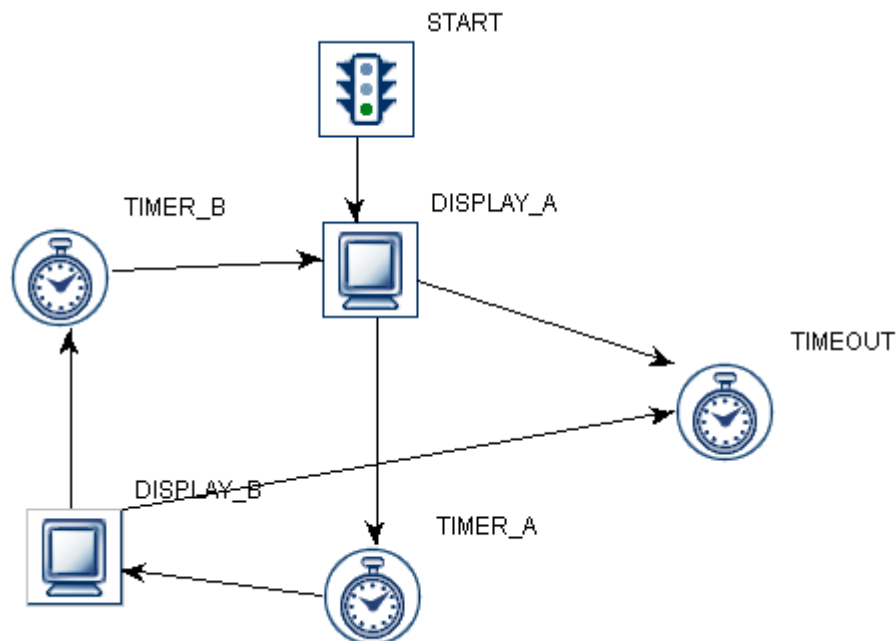 START
TIMER_B
DISPLAY_A
TIMEOUT
DISPLAY_B
TIMER_A